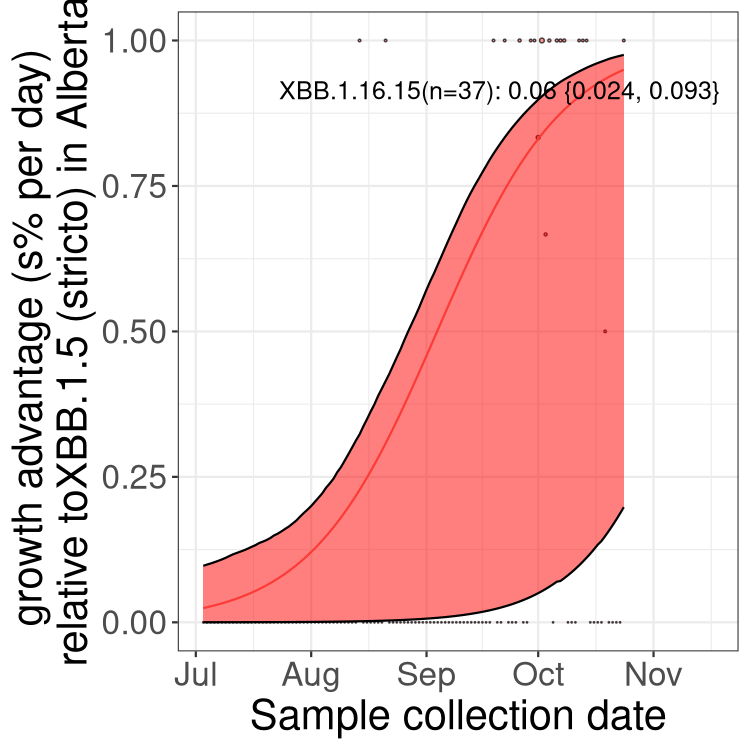 growth advantage (s% per day)
relative toXBB.1.5 (stricto) in Alberta
1.00
0.75
0.50
0.25
0.00
XBB.1.16.15(n=37): 0.06 {0.024, 0.093}
Jul Aug Sep Oct Nov
Sample collection date